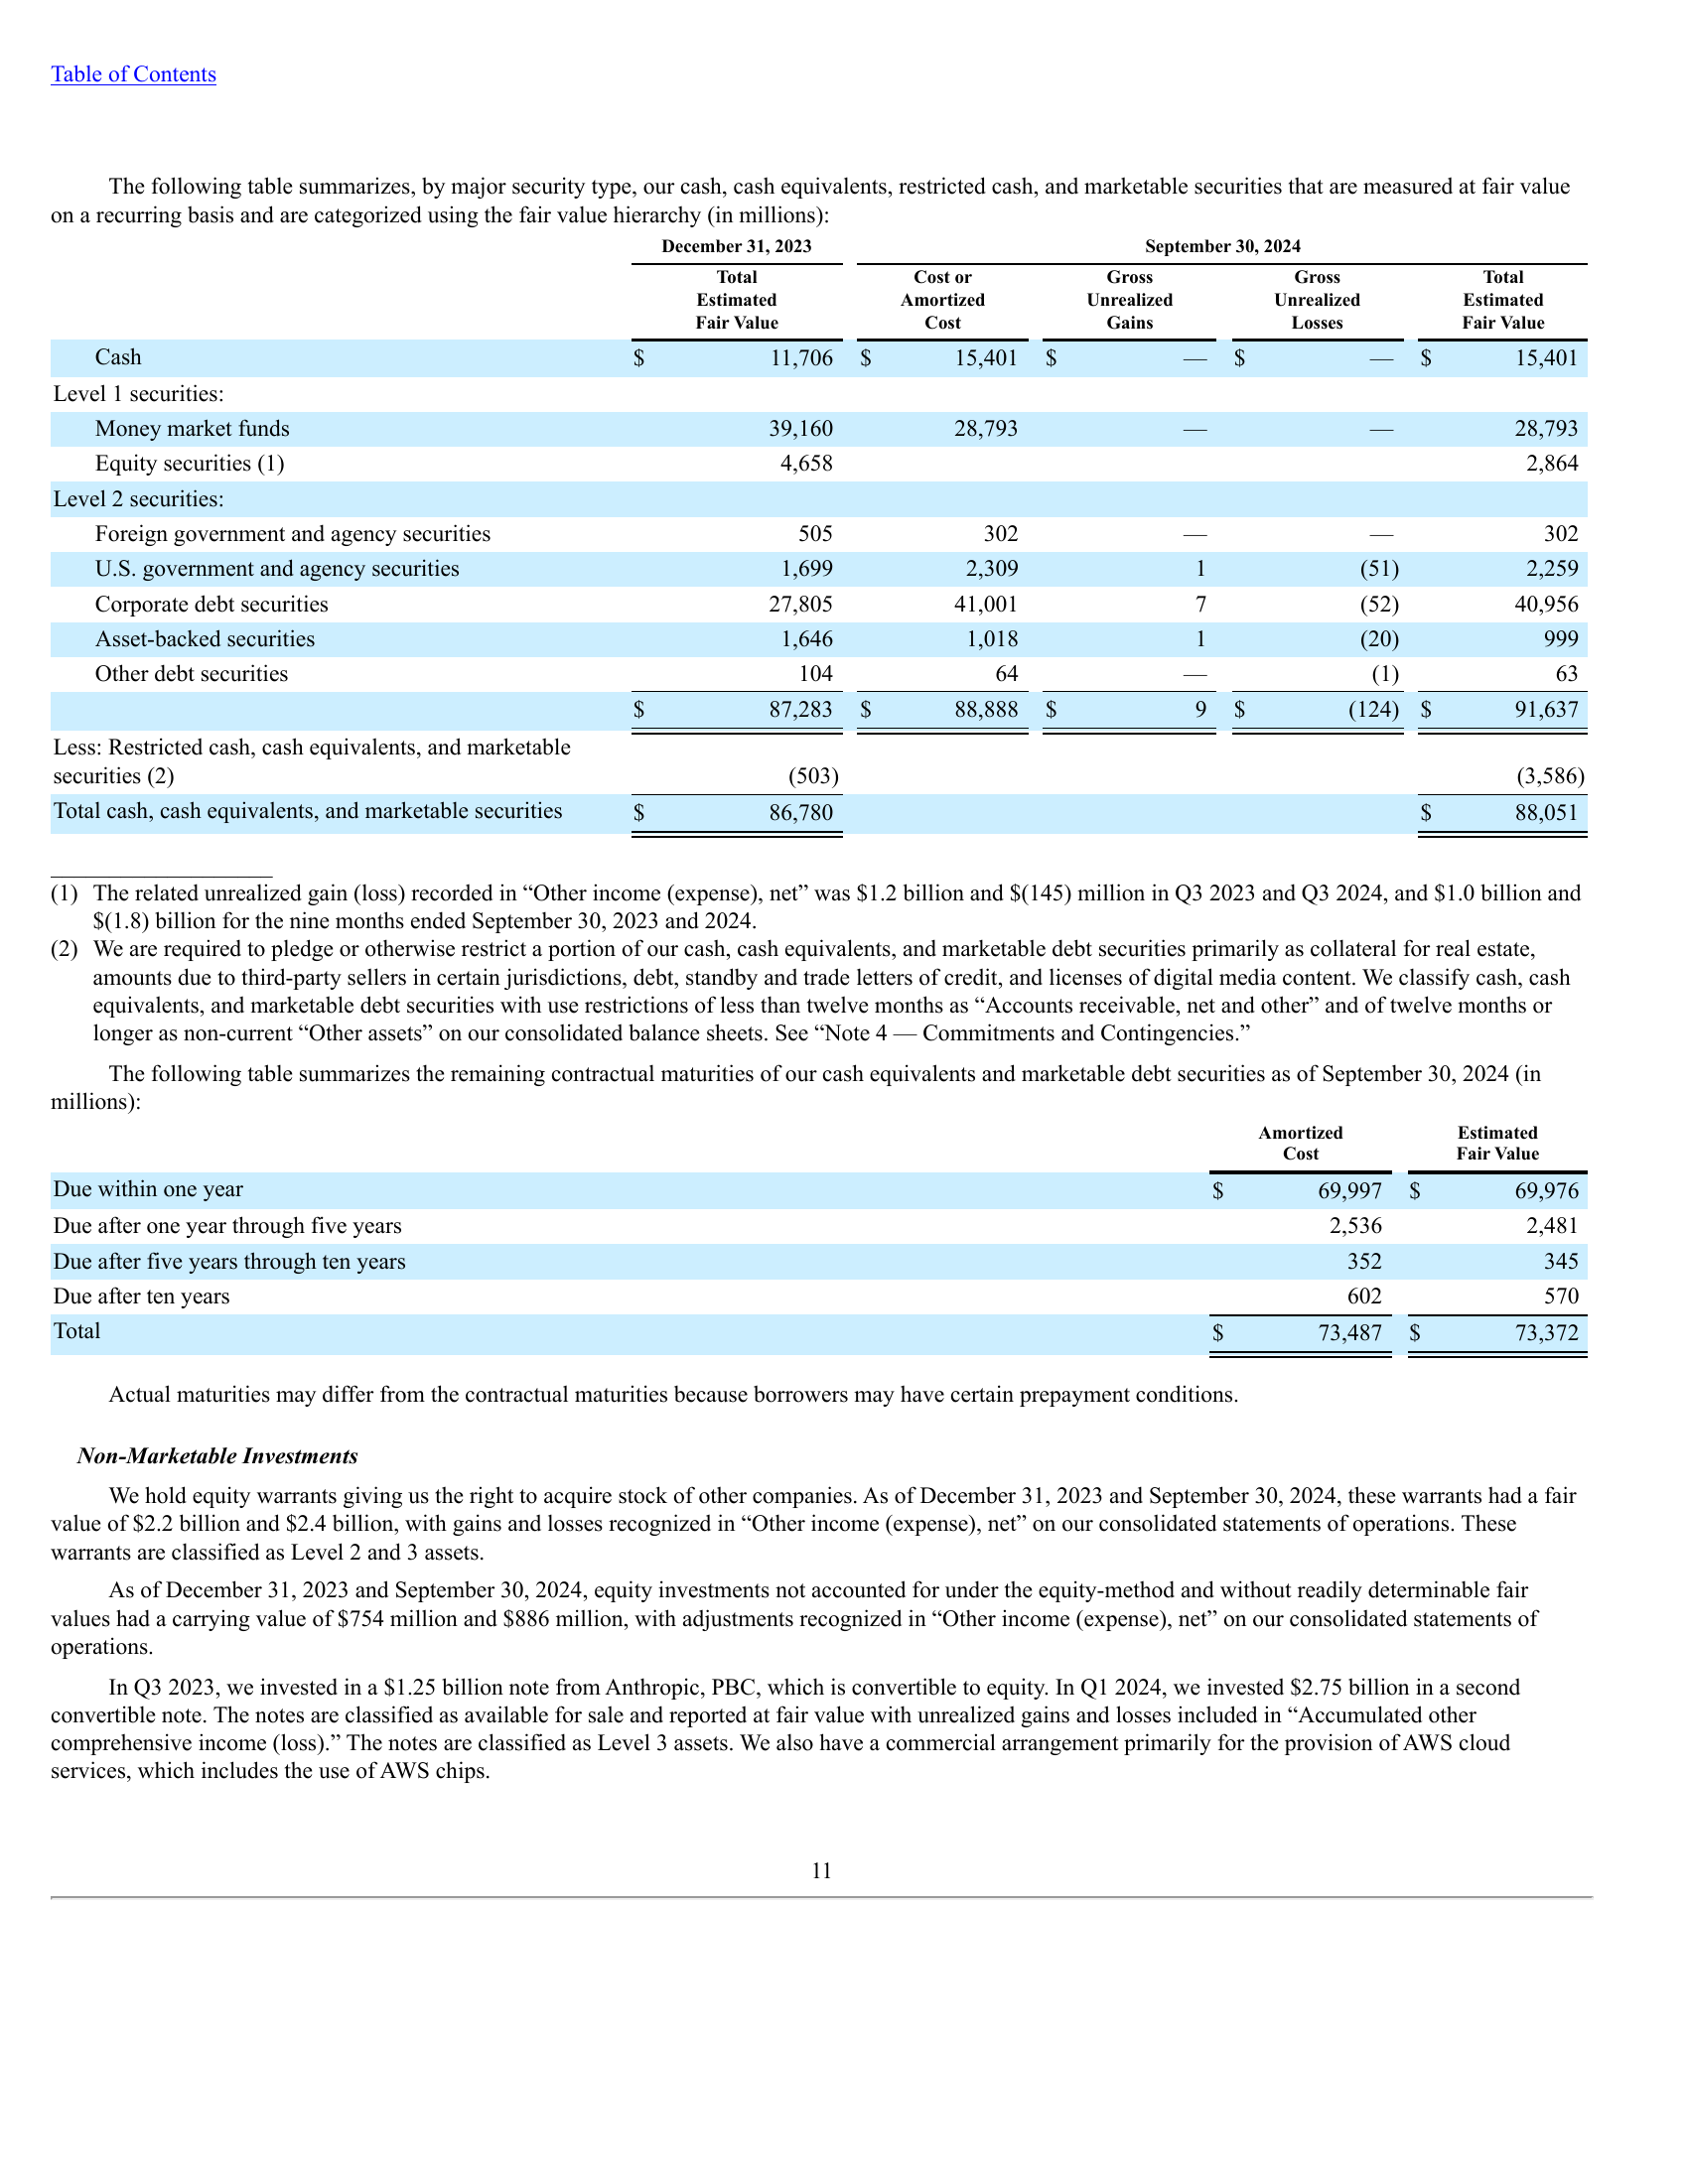 Table of Contents
The following table summarizes, by major security type, our cash, cash equivalents, restricted cash, and marketable securities that are measured at fair value
on a recurring basis and are categorized using the fair value hierarchy (in millions):
December 31, 2023 September 30, 2024
Total Cost or Gross Gross Total
Estimated Amortized Unrealized Unrealized Estimated
Fair Value Cost Gains Losses Fair Value
Cash $ 11,706 $ 15,401 $ — $ — $ 15,401
Level 1 securities:
Money market funds 39,160 28,793 — — 28,793
Equity securities (1) 4,658 2,864
Level 2 securities:
Foreign government and agency securities 505 302 — — 302
U.S. government and agency securities 1,699 2,309 1 (51) 2,259
Corporate debt securities 27,805 41,001 7 (52) 40,956
Asset-backed securities 1,646 1,018 1 (20) 999
Other debt securities 104 64 — (1) 63
$ 87,283 $ 88,888 $ 9 $ (124) $ 91,637
Less: Restricted cash, cash equivalents, and marketable
securities (2) (503) (3,586)
Total cash, cash equivalents, and marketable securities $ 86,780 $ 88,051
(1) The related unrealized gain (loss) recorded in “Other income (expense), net” was $1.2 billion and $(145) million in Q3 2023 and Q3 2024, and $1.0 billion and
$(1.8) billion for the nine months ended September 30, 2023 and 2024.
(2) We are required to pledge or otherwise restrict a portion of our cash, cash equivalents, and marketable debt securities primarily as collateral for real estate,
amounts due to third-party sellers in certain jurisdictions, debt, standby and trade letters of credit, and licenses of digital media content. We classify cash, cash
equivalents, and marketable debt securities with use restrictions of less than twelve months as “Accounts receivable, net and other” and of twelve months or
longer as non-current “Other assets” on our consolidated balance sheets. See “Note 4 — Commitments and Contingencies.”
The following table summarizes the remaining contractual maturities of our cash equivalents and marketable debt securities as of September 30, 2024 (in
millions):
Amortized Estimated
Cost Fair Value
Due within one year $ 69,997 $ 69,976
Due after one year through five years 2,536 2,481
Due after five years through ten years 352 345
Due after ten years 602 570
Total $ 73,487 $ 73,372
Actual maturities may differ from the contractual maturities because borrowers may have certain prepayment conditions.
Non-Marketable Investments
We hold equity warrants giving us the right to acquire stock of other companies. As of December 31, 2023 and September 30, 2024, these warrants had a fair
value of $2.2 billion and $2.4 billion, with gains and losses recognized in “Other income (expense), net” on our consolidated statements of operations. These
warrants are classified as Level 2 and 3 assets.
As of December 31, 2023 and September 30, 2024, equity investments not accounted for under the equity-method and without readily determinable fair
values had a carrying value of $754 million and $886 million, with adjustments recognized in “Other income (expense), net” on our consolidated statements of
operations.
In Q3 2023, we invested in a $1.25 billion note from Anthropic, PBC, which is convertible to equity. In Q1 2024, we invested $2.75 billion in a second
convertible note. The notes are classified as available for sale and reported at fair value with unrealized gains and losses included in “Accumulated other
comprehensive income (loss).” The notes are classified as Level 3 assets. We also have a commercial arrangement primarily for the provision of AWS cloud
services, which includes the use of AWS chips.
11